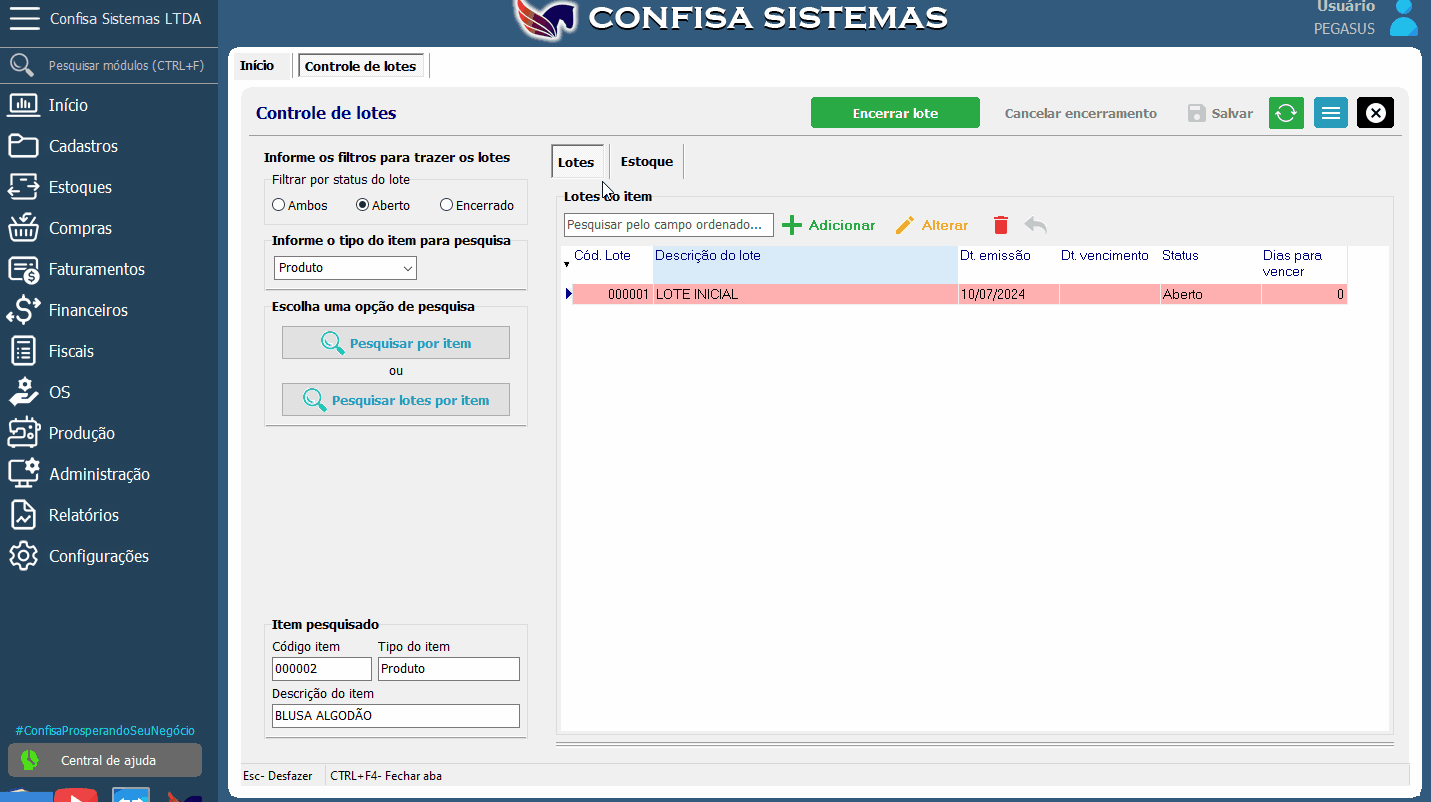 Confisa Sistemas LTDA
CONFISA SISTEMAS
Usuário
PEGASUS
Pesquisar módulos (CTRL+F)
Início
Cadastros
Estoques
Compras
Faturamentos
Financeiros
Fiscais
OS
Produção
Administração
Relatórios
Configurações
#ConfisaProsperandoSeuNegócio
Central de ajuda
Início
Controle de lotes
Controle de lotes
Encerrar lote
Cancelar encerramento
Salvar
Informe os filtros para trazer os lotes
Filtrar por status do lote
Ambos Aberto Encerrado
Informe o tipo do item para pesquisa
Produto
Escolha uma opção de pesquisa
Pesquisar por item
ou
Pesquisar lotes por item
Item pesquisado
Código item Tipo do item
000002 Produto
Descrição do item
BLUSA ALGODÃO
Lotes Estoque
Lotes do item
Pesquisar pelo campo ordenado... Adicionar Alterar
Cód. Lote Descrição do lote Dt. emissão Dt. vencimento Status Dias para
vencer
000001 LOTE INICIAL 10/07/2024 Aberto 0
Esc- Desfazer CTRL+F4- Fechar aba